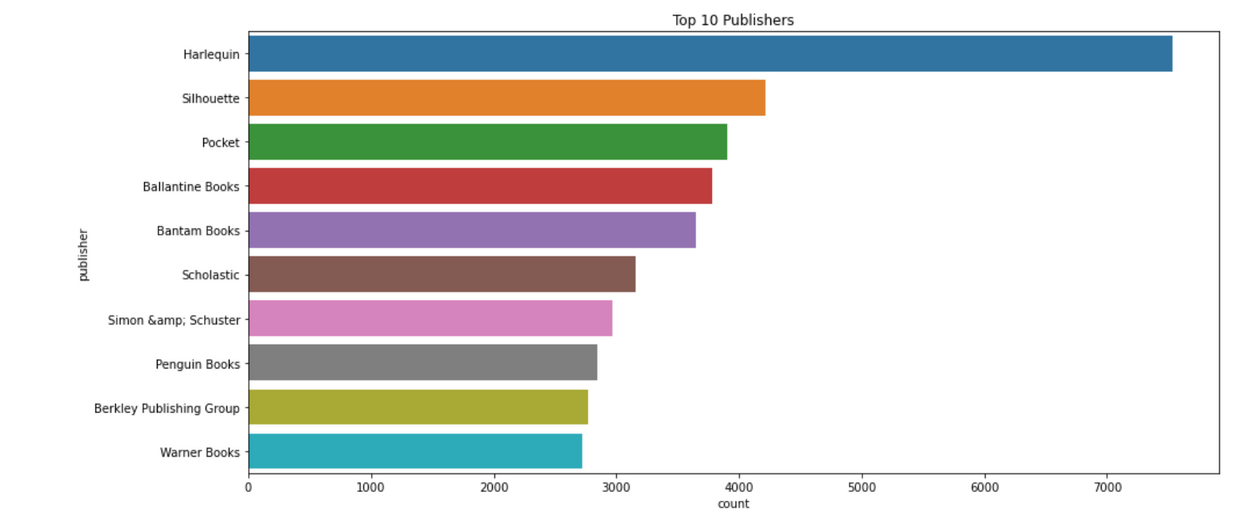 Top 10 Publishers
publisher
Harlequin
Silhouette
Pocket
Ballantine Books
Bantam Books
Scholastic
Simon &amp; Schuster
Penguin Books
Berkley Publishing Group
Warner Books
0 1000 2000 3000 4000 5000 6000 7000
count